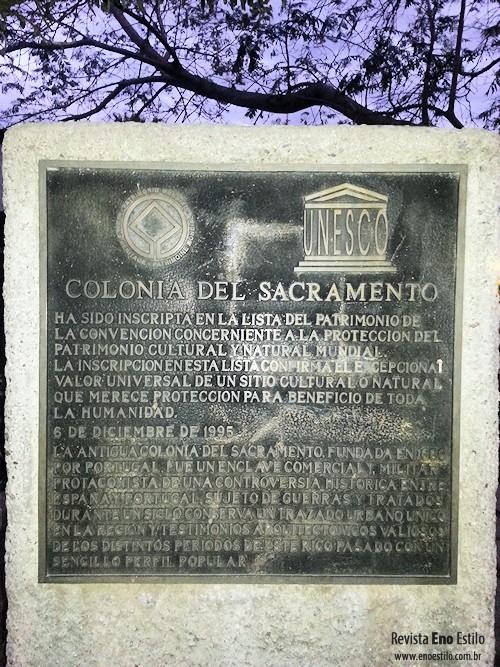 UNESCO
COLONIA DEL SACRAMENTO
HA SIDO INSCRIPTA EN LA LISTA DEL PATRIMONIO DE
LA CONVENCION CONCERNIENTE A LA PROTECCION DEL
PATRIMONIO CULTURAL Y NATURAL MUNDIAL
LA INSCRIPCION EN ESTA LISTA CONFIRMA EL EXCEPCIONAL
VALOR UNIVERSAL DE UN SITIO CULTURAL O NATURAL
QUE MERECE PROTECCION PARA BENEFICIO DE TODA
LA HUMANIDAD.
6 DE DICIEMBRE DE 1995
LA ANTIGUA COLONIA DEL SACRAMENTO, FUNDADA EN
POR PORTUGAL, FUE UN ENCLAVE COMERCIAL Y MILITAR
PROTAGONISTA DE UNA CONTROVERSIA HISTORICA ENTRE
ESPAÑA Y PORTUGAL. SUJETO DE GUERRAS Y TRATADOS
DURANTE UN SIGLO CONSERVA UN TRAZADO URBANO UNICO
EN LA REGION Y TESTIMONIOS ARQUITECTONICOS VALIOSOS
DE LOS DISTINTOS PERIODOS DE ESTE RICO PASADO CON UN
SENCILLO PERFIL POPULAR
Revista Eno Estilo
www.enoestilo.com.br